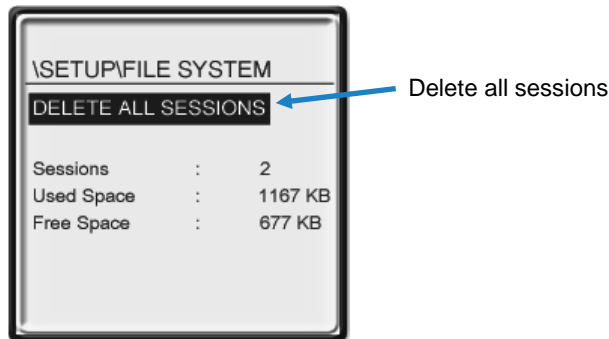 \SETUP\FILE SYSTEM
DELETE ALL SESSIONS
Delete all sessions
Sessions : 2
Used Space : 1167 KB
Free Space : 677 KB